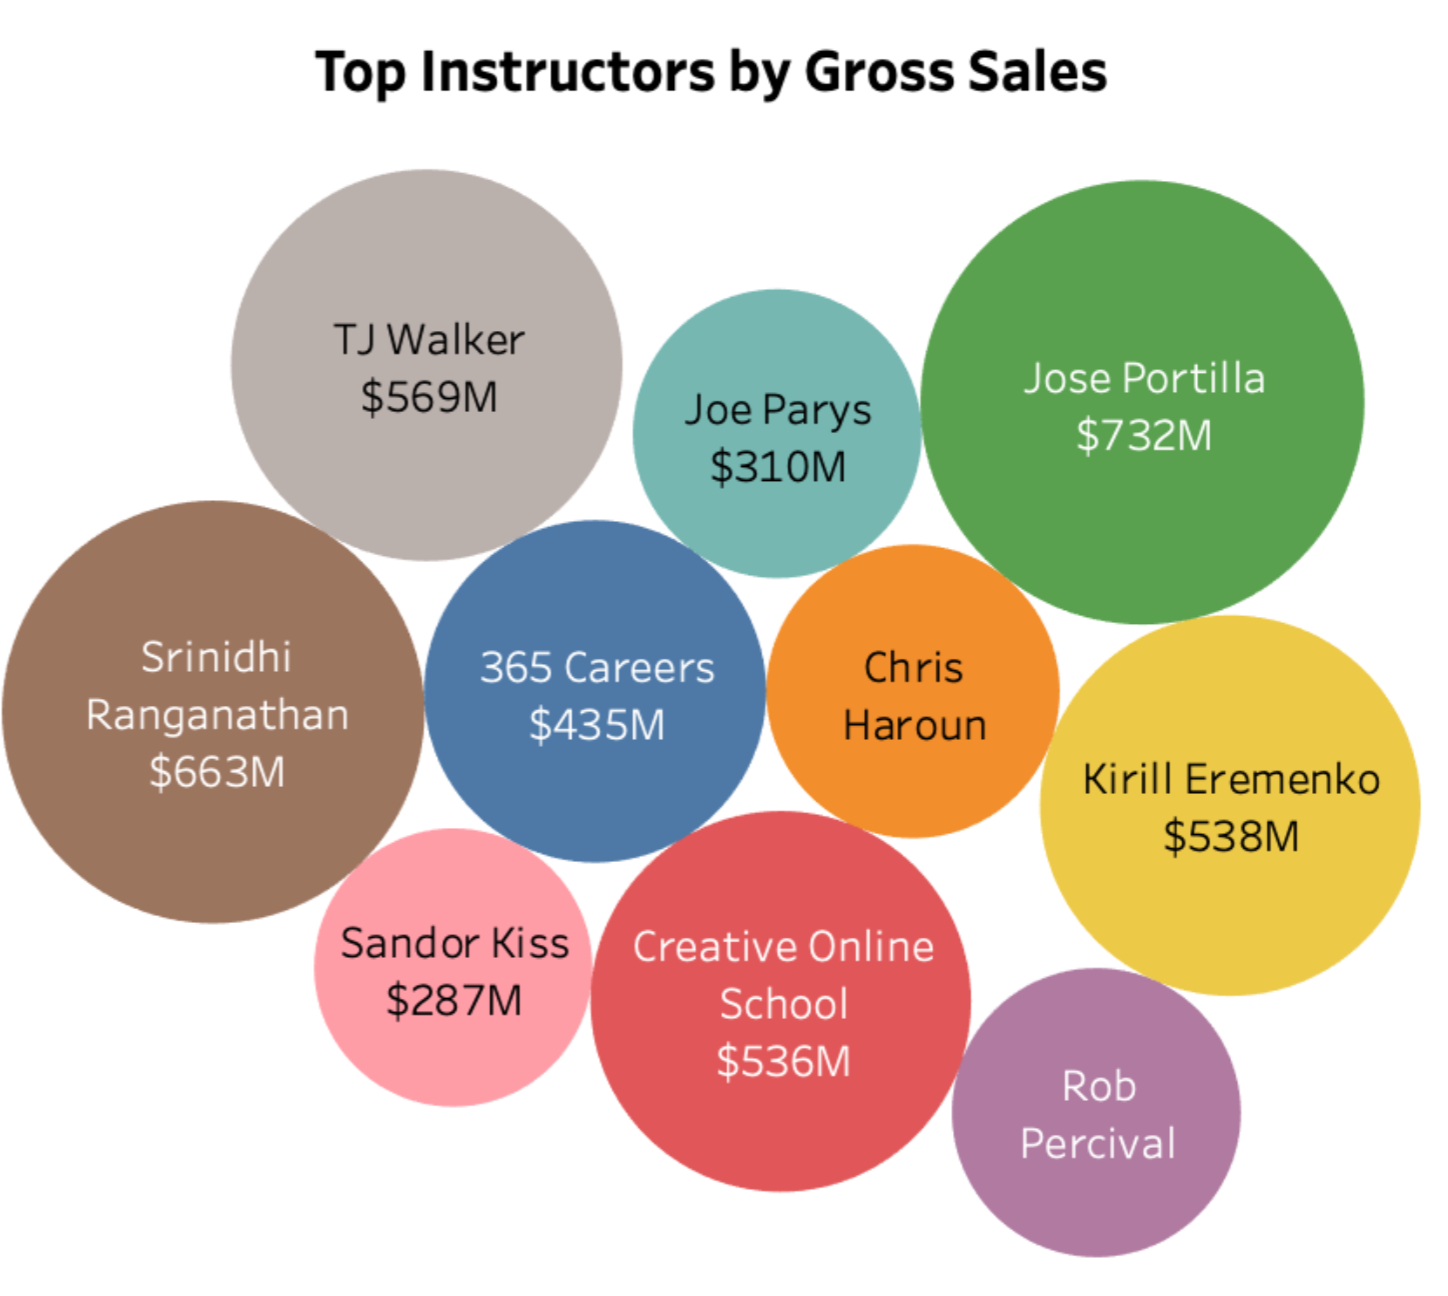 Top Instructors by Gross Sales
TJ Walker
$569M
Joe Parys
$310M
Jose Portilla
$732M
Srinidhi
Ranganathan
$663M
365 Careers
$435M
Chris
Haroun
Kirill Eremenko
$538M
Sandor Kiss
$287M
Creative Online
School
$536M
Rob
Percival